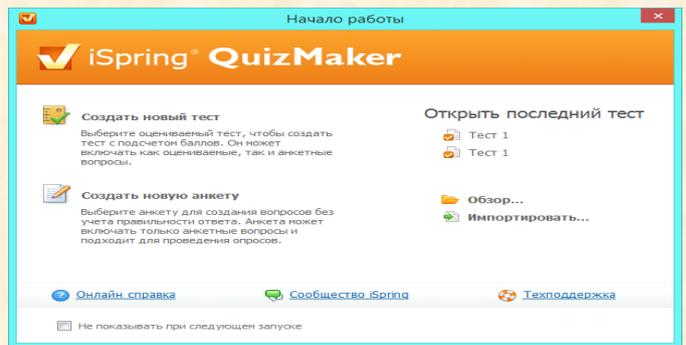 Начало работы
iSpring® QuizMaker
Создать новый тест
Выберите оцениваемый тест, чтобы создать
тест с подсчетом баллов. Он может
включать как оцениваемые, так и анкетные
вопросы.
Создать новую анкету
Выберите анкету для создания вопросов без
учета правильности ответа. Анкета может
включать только анкетные вопросы и
подходит для проведения опросов.
Открыть последний тест
Тест 1
Тест 1
Обзор...
Импортировать...
Онлайн справка
Сообщество iSpring
Техподдержка
Не показывать при следующем запуске